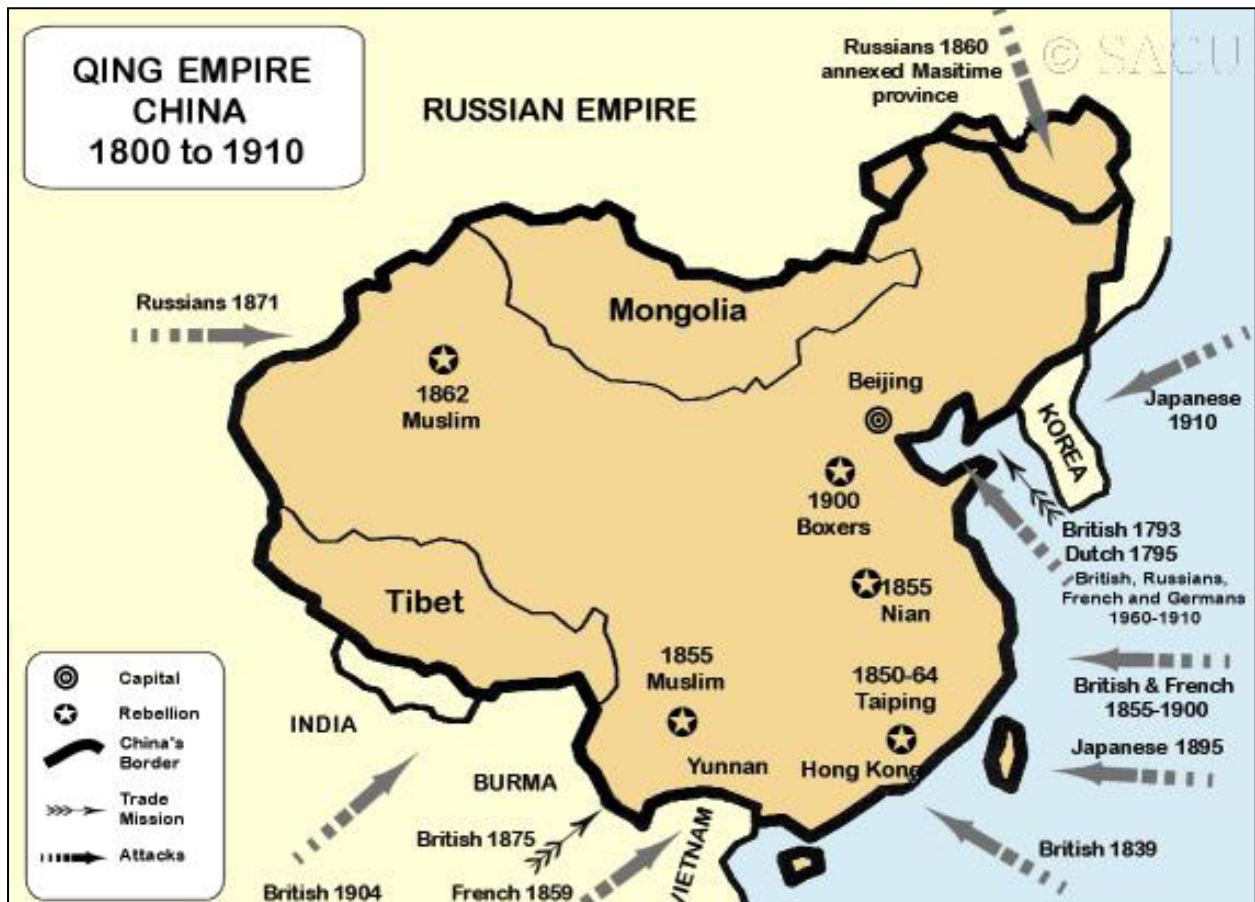 QING EMPIRE
CHINA
1800 to 1910
RUSSIAN EMPIRE
Russians 1860
annexed Masitime
province
© SACU
Russians 1871
Mongolia
1862
Muslim
Beijing
KOREA
Japanese
1910
1900
Boxers
British 1793
Dutch 1795
British, Russians,
French and Germans
1960-1910
1855
Nian
Tibet
1855
Muslim
1850-64
Taiping
British & French
1855-1900
Japanese 1895
Yunnan
Hong Kong
INDIA
BURMA
British 1875
VIETNAM
British 1839
British 1904
French 1859
Capital
Rebellion
China's
Border
Trade
Mission
Attacks